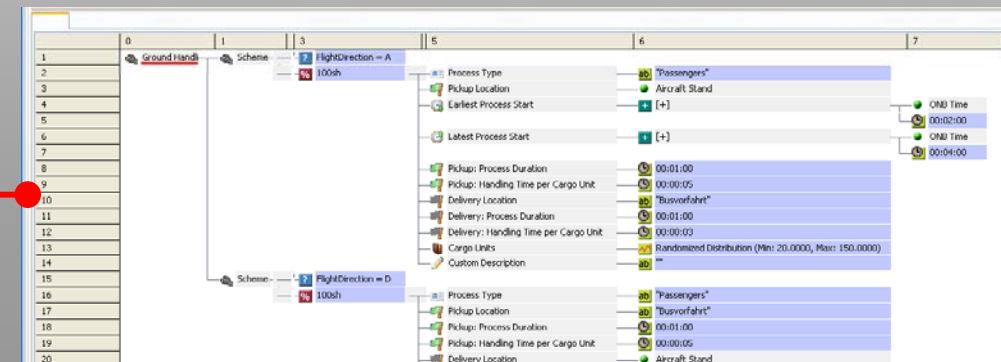 0 1 3 5 6 7
1 Ground Handli Scheme ? FlightDirection = A
2 % 100sh Process Type ab "Passengers"
3 Pickup Location Aircraft Stand
4 Earliest Process Start + [+] ONB Time
5 00:02:00
6 Latest Process Start + [+] ONB Time
7 00:04:00
8 Pickup: Process Duration 00:01:00
9 Pickup: Handling Time per Cargo Unit 00:00:05
10 Delivery Location ab "Busvorfahrt"
11 Delivery: Process Duration 00:01:00
12 Delivery: Handling Time per Cargo Unit 00:00:03
13 Cargo Units Randomized Distribution (Min: 20.0000, Max: 150.0000)
14 Custom Description ab ""
15 Scheme ? FlightDirection = D
16 % 100sh Process Type ab "Passengers"
17 Pickup Location ab "Busvorfahrt"
18 Pickup: Process Duration 00:01:00
19 Pickup: Handling Time per Cargo Unit 00:00:05
20 Delivery Location Aircraft Stand